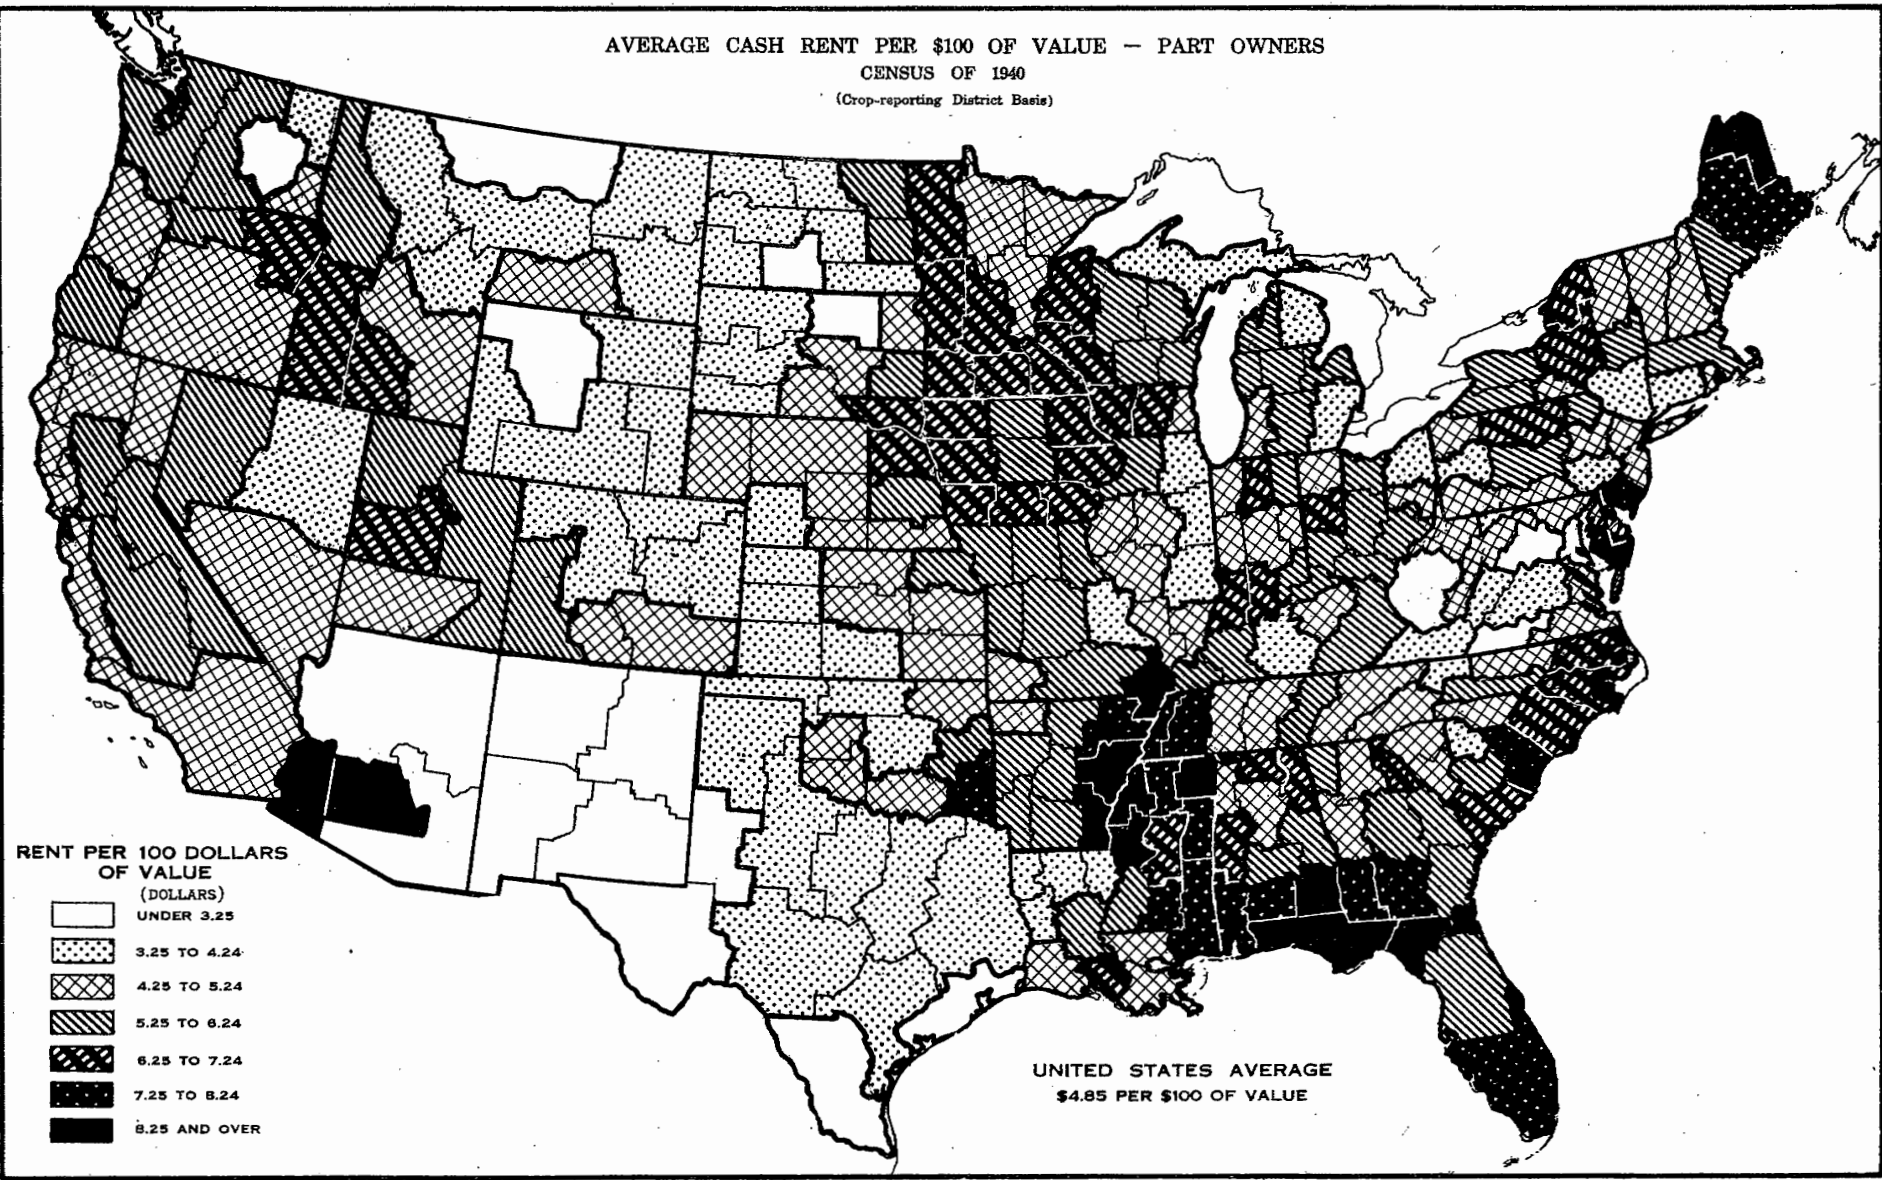 AVERAGE CASH RENT PER $100 OF VALUE — PART OWNERS
CENSUS OF 1940
(Crop-reporting District Basis)
RENT PER 100 DOLLARS
OF VALUE
(DOLLARS)
UNDER 3.25
3.25 TO 4.24
4.25 TO 5.24
5.25 TO 6.24
6.25 TO 7.24
7.25 TO 8.24
8.25 AND OVER
UNITED STATES AVERAGE
$4.85 PER $100 OF VALUE